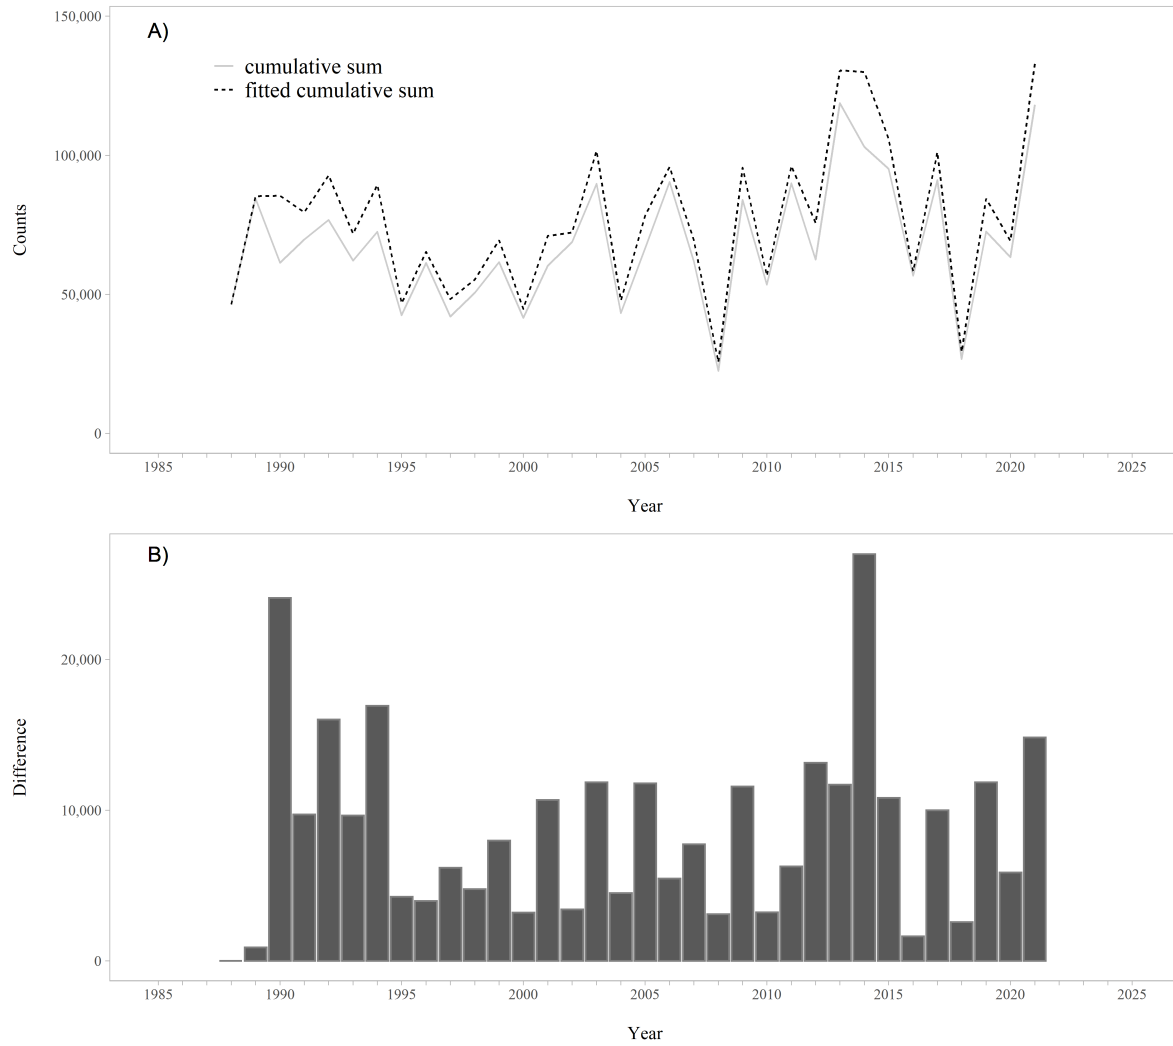 A)
cumulative sum
fitted cumulative sum
150,000
100,000
50,000
0
Counts
1985 1990 1995 2000 2005 2010 2015 2020 2025
Year
B)
20,000
10,000
0
Difference
1985 1990 1995 2000 2005 2010 2015 2020 2025
Year